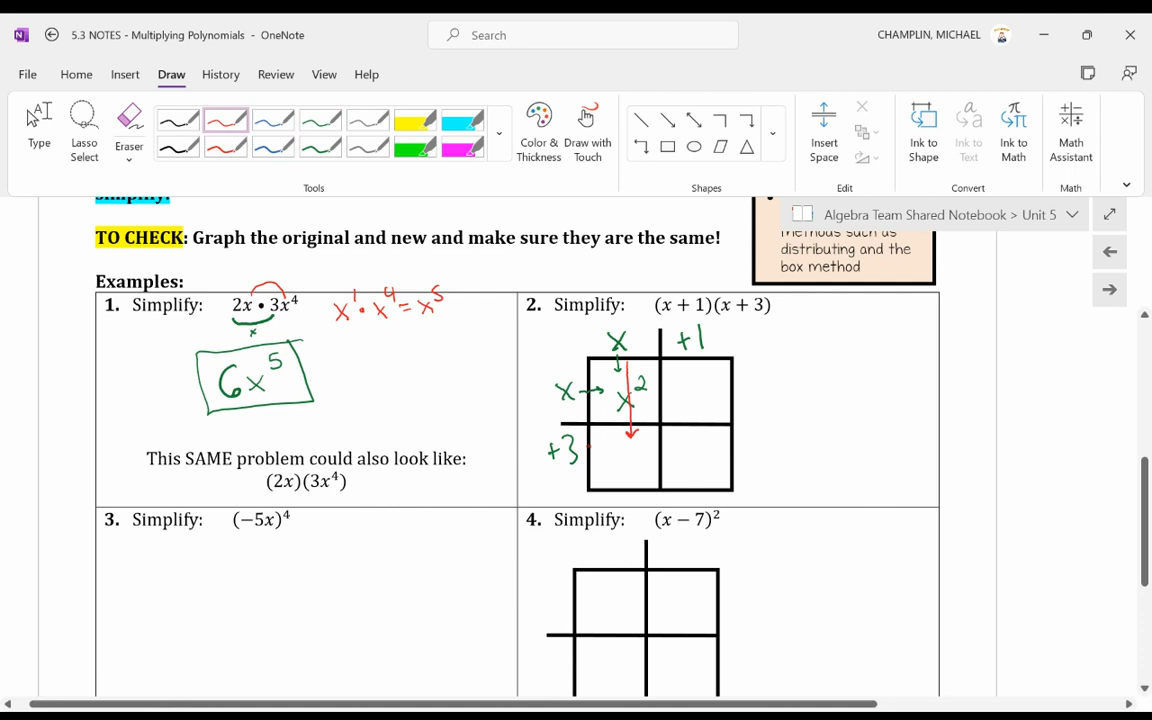 5.3 NOTES - Multiplying Polynomials - OneNote
Search
CHAMPLIN, MICHAEL
File Home Insert Draw History Review View Help
Type
Lasso Select
Eraser
Color & Thickness
Draw with Touch
Insert Space
Ink to Shape
Ink to Text
Ink to Math
Math Assistant
Tools
Shapes
Edit
Convert
Math
simplify.
Algebra Team Shared Notebook > Unit 5
methods such as
distributing and the
box method
TO CHECK: Graph the original and new and make sure they are the same!
Examples:
1. Simplify: 2x • 3x⁴
x¹ · x⁴ = x⁵
x
6x⁵
This SAME problem could also look like:
(2x)(3x⁴)
2. Simplify: (x + 1)(x + 3)
x +1
x x²
+3
3. Simplify: (−5x)⁴
4. Simplify: (x − 7)²